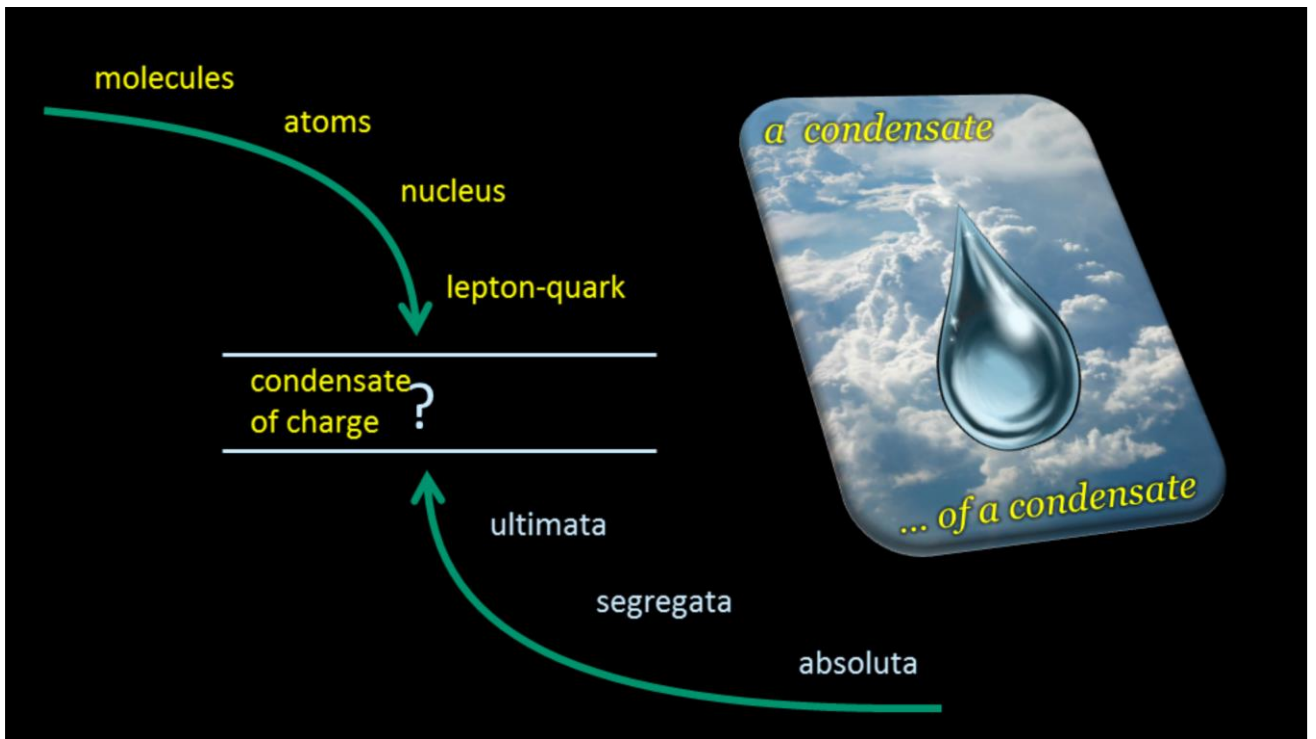 molecules
atoms
nucleus
lepton-quark
condensate
of charge ?
ultimata
segregata
absoluta
a condensate
... of a condensate